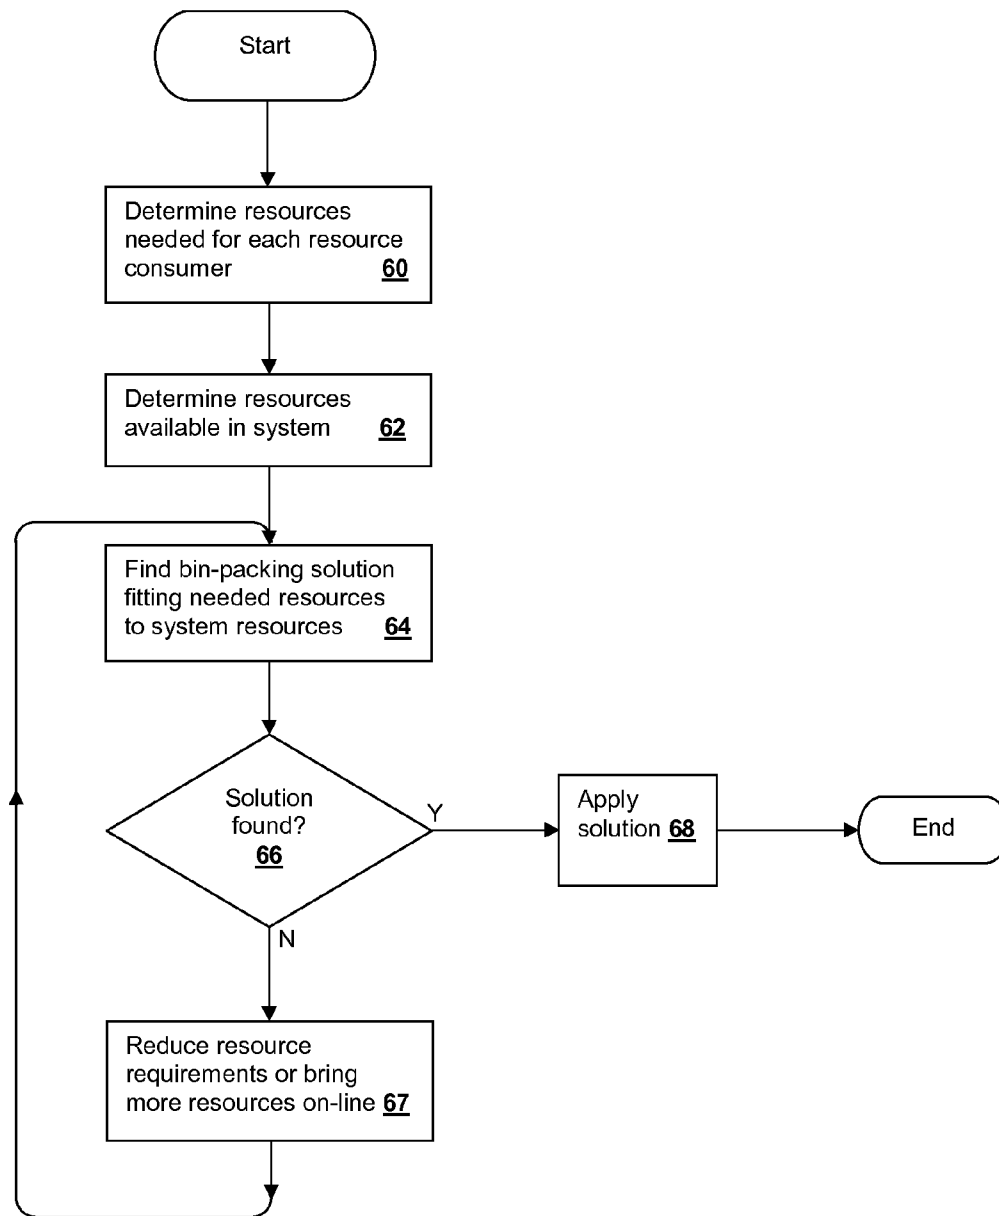 Start
Determine resources
needed for each resource
consumer 60
Determine resources
available in system 62
Find bin-packing solution
fitting needed resources
to system resources 64
Solution
found?
66
Y
Apply
solution 68
End
N
Reduce resource
requirements or bring
more resources on-line 67